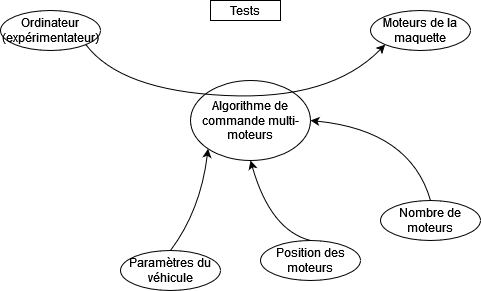 Tests
Ordinateur
(expérimentateur)
Moteurs de la
maquette
Algorithme de
commande multi-
moteurs
Nombre de
moteurs
Position des
moteurs
Paramètres du
véhicule